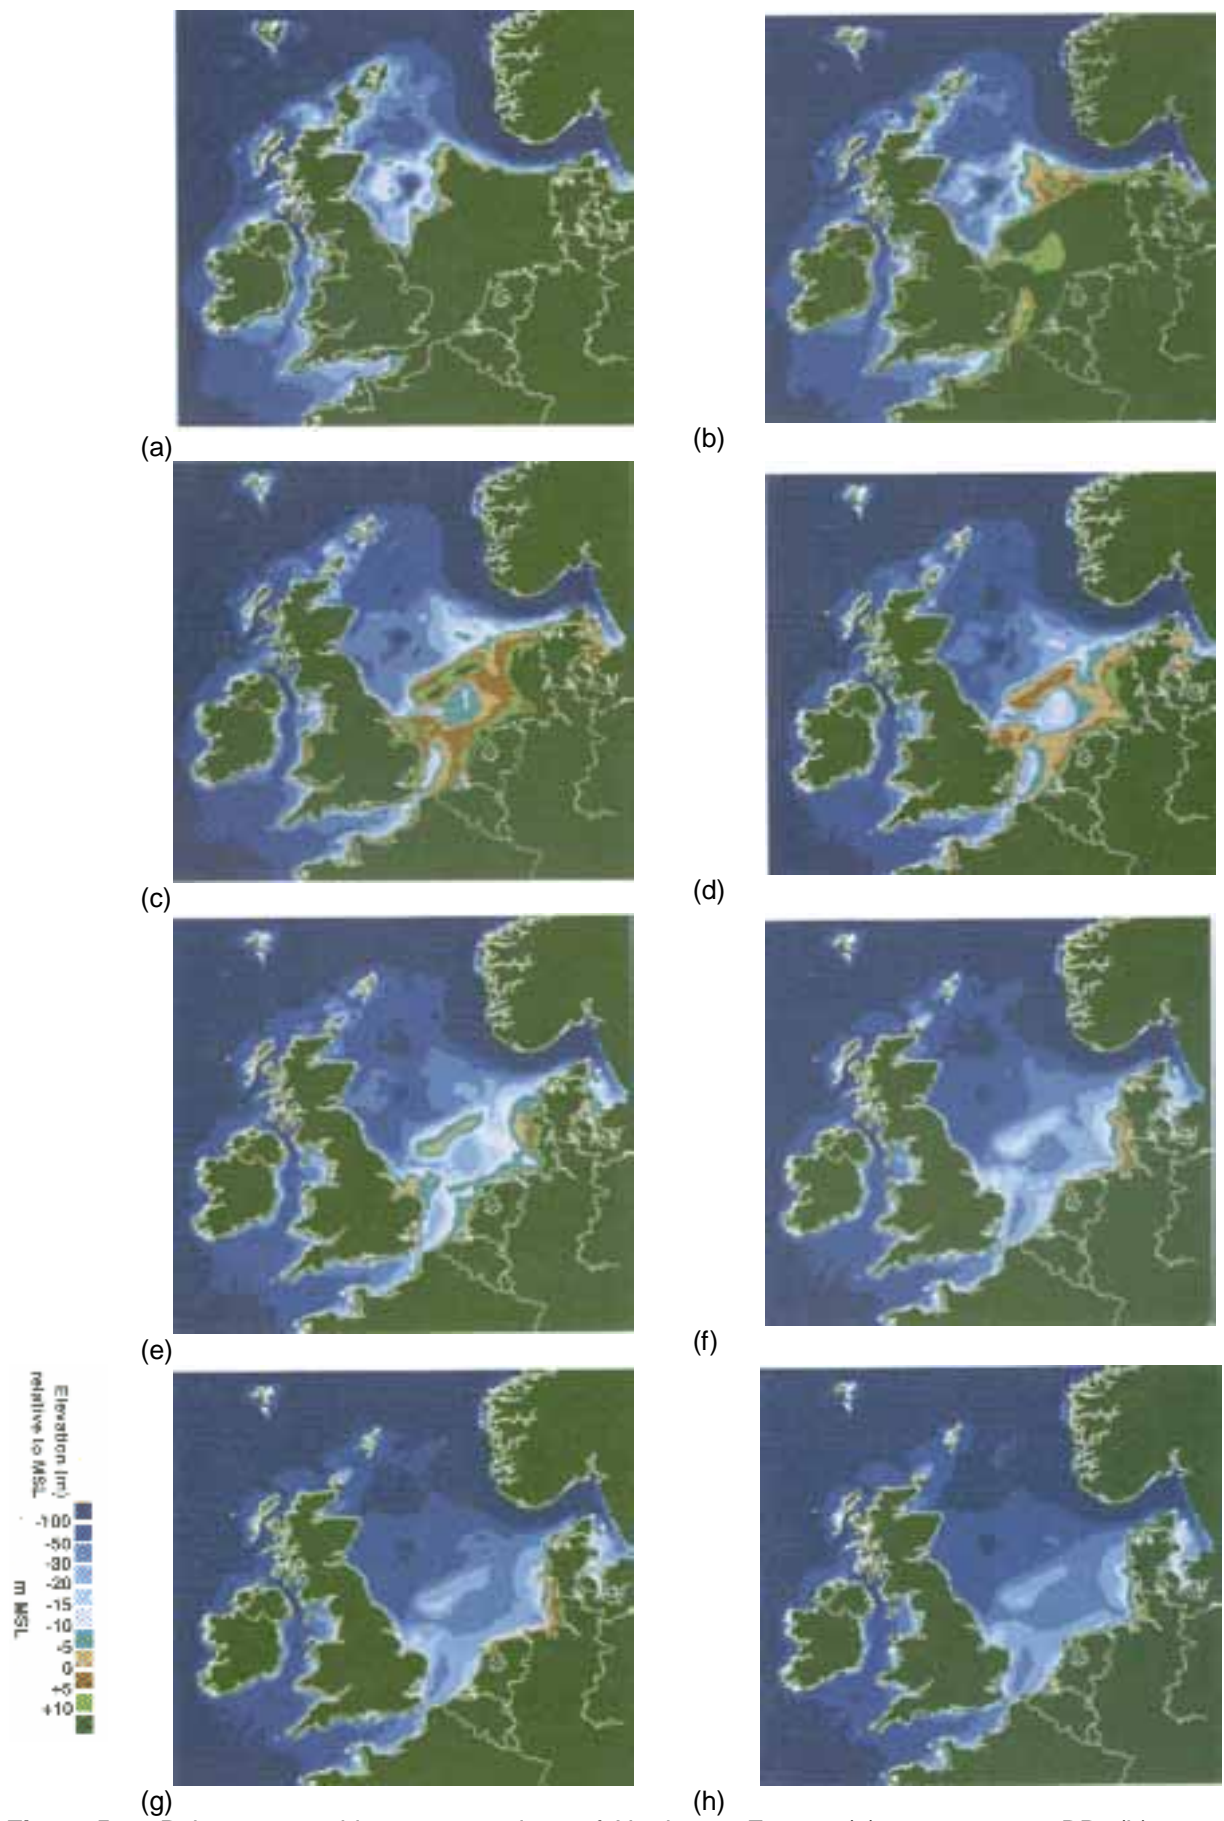 (a)
(b)
(c)
(d)
(e)
(f)
Elevation (m)
relative to MSL
-100
-50
-30
-20
-15
-10
-5
0
+5
+10
m MSL
(g)
(h)